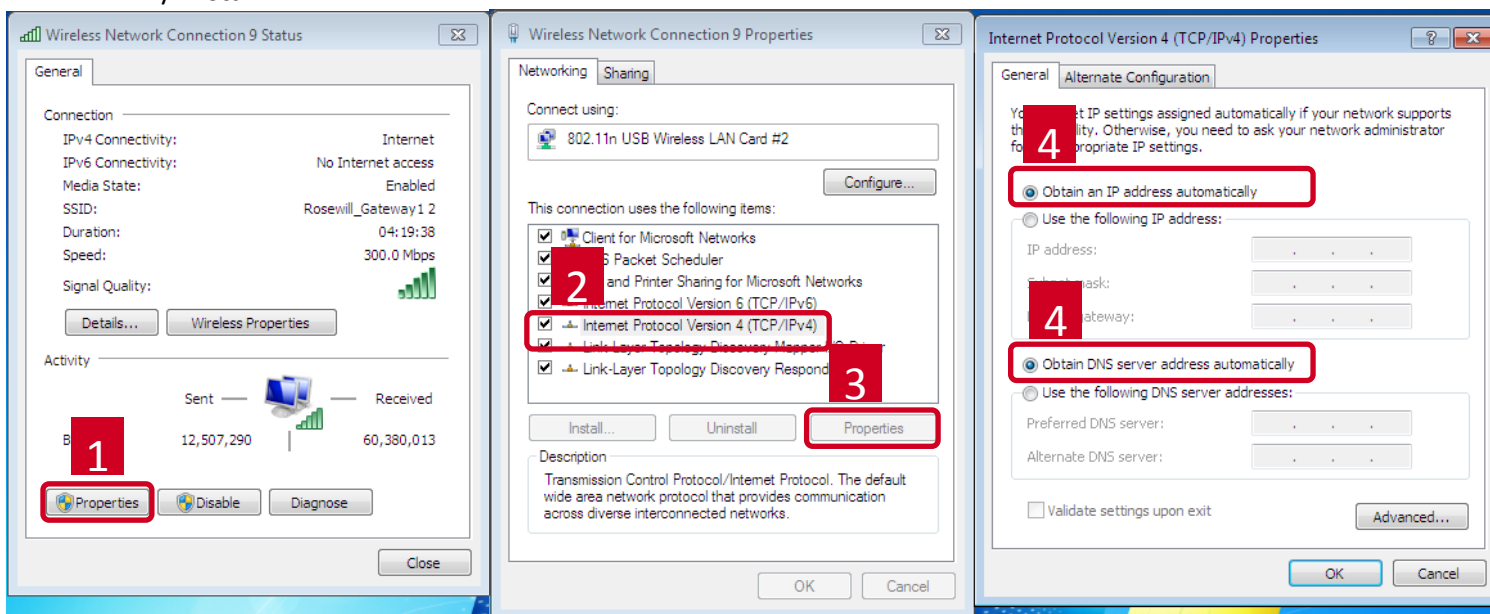 Wireless Network Connection 9 Status
General
Connection
IPv4 Connectivity: Internet
IPv6 Connectivity: No Internet access
Media State: Enabled
SSID: Rosewill_Gateway1 2
Duration: 04:19:38
Speed: 300.0 Mbps
Signal Quality:
Details... Wireless Properties
Activity
Sent Received
12,507,290 60,380,013
1
Properties Disable Diagnose
Close
Wireless Network Connection 9 Properties
Networking Sharing
Connect using:
802.11n USB Wireless LAN Card #2
Configure...
This connection uses the following items:
Client for Microsoft Networks
Packet Scheduler
and Printer Sharing for Microsoft Networks
2
Internet Protocol Version 6 (TCP/IPv6)
Internet Protocol Version 4 (TCP/IPv4)
Link-Layer Topology Discovery Mapper I/O Driver
Link-Layer Topology Discovery Respond
3
Install... Uninstall Properties
Description
Transmission Control Protocol/Internet Protocol. The default
wide area network protocol that provides communication
across diverse interconnected networks.
OK Cancel
Internet Protocol Version 4 (TCP/IPv4) Properties
General Alternate Configuration
IP settings assigned automatically if your network supports
Otherwise, you need to ask your network administrator
IP settings.
4
Obtain an IP address automatically
Use the following IP address:
IP address: . . .
mask: . . .
gateway: . . .
4
Obtain DNS server address automatically
Use the following DNS server addresses:
Preferred DNS server: . . .
Alternate DNS server: . . .
Validate settings upon exit
Advanced...
OK Cancel